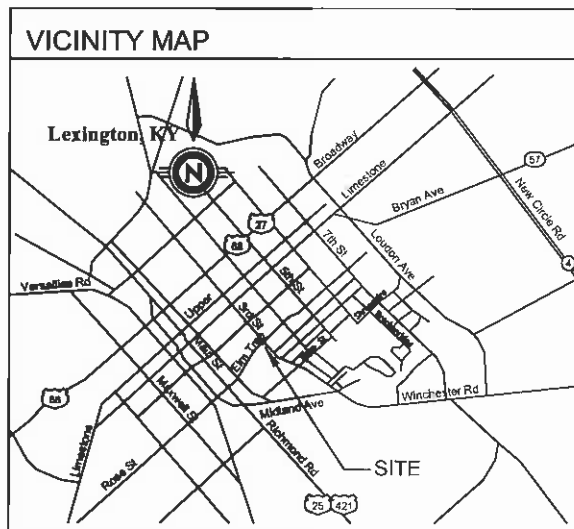 VICINITY MAP
Lexington, KY
N
Broadway
Limestone
57
Bryan Ave
New Circle Rd
4
27
68
7th St
Loudon Ave
Versailles Rd
Upper
5th St
3rd St
Elm Tree
Main St
Maxwell St
Midland Ave
Winchester Rd
68
Limestone
Rose St
Richmond Rd
SITE
25
421